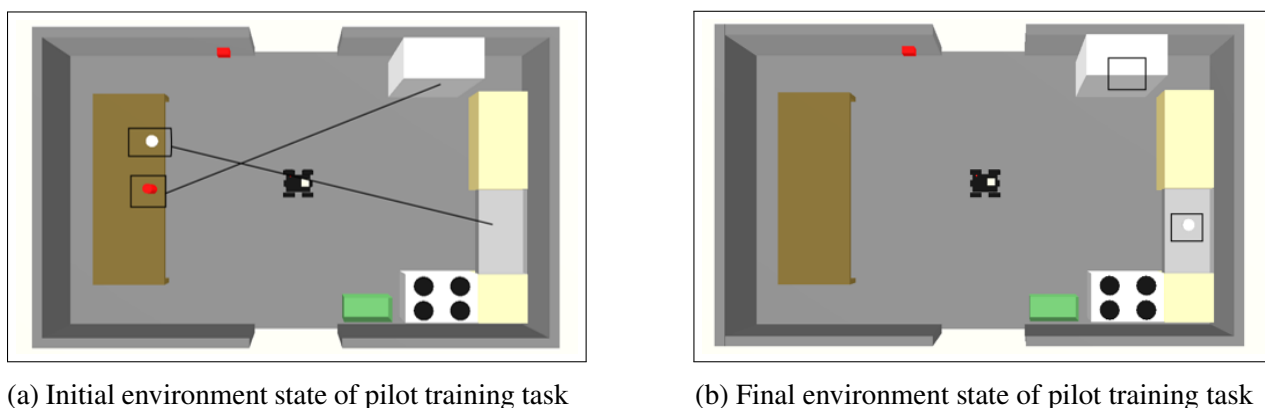 (a) Initial environment state of pilot training task
(b) Final environment state of pilot training task